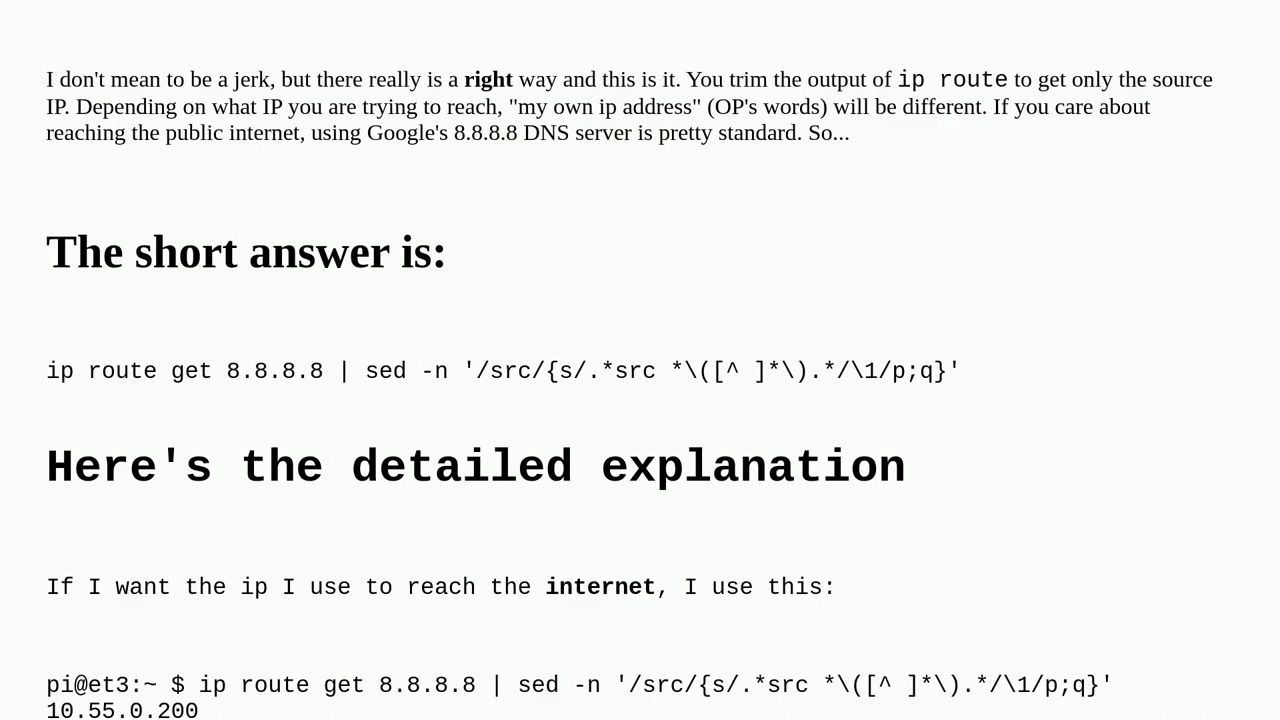 I don't mean to be a jerk, but there really is a right way and this is it. You trim the output of ip route to get only the source
IP. Depending on what IP you are trying to reach, "my own ip address" (OP's words) will be different. If you care about
reaching the public internet, using Google's 8.8.8.8 DNS server is pretty standard. So...
The short answer is:
ip route get 8.8.8.8 | sed -n '/src/{s/.*src *\([^ ]*\).*/\1/p;q}'
Here's the detailed explanation
If I want the ip I use to reach the internet, I use this:
pi@et3:~ $ ip route get 8.8.8.8 | sed -n '/src/{s/.*src *\([^ ]*\).*/\1/p;q}'
10.55.0.200